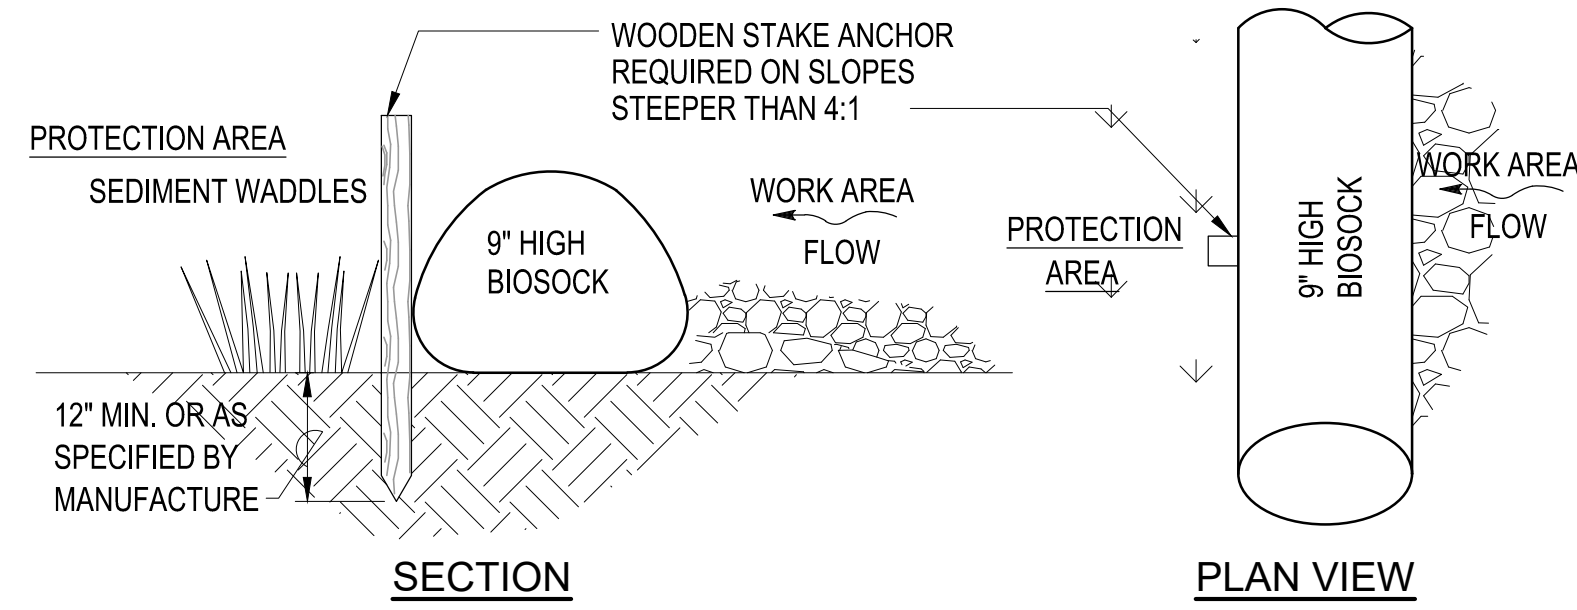 WOODEN STAKE ANCHOR
REQUIRED ON SLOPES
STEEPER THAN 4:1
PROTECTION AREA
SEDIMENT WADDLES
9" HIGH
BIOSOCK
WORK AREA
FLOW
12" MIN. OR AS
SPECIFIED BY
MANUFACTURE
SECTION
PROTECTION
AREA
9" HIGH
BIOSOCK
WORK AREA
FLOW
PLAN VIEW